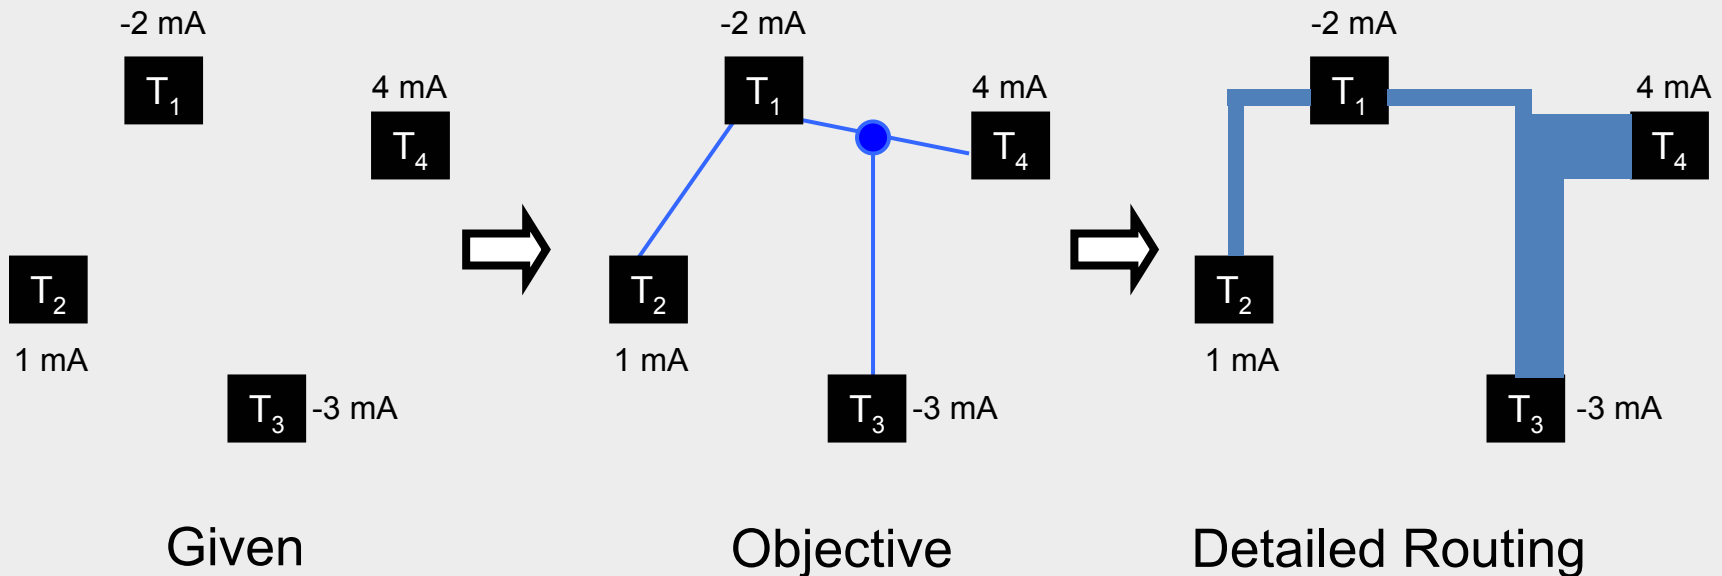 -2 mA
T1
4 mA
T4
T2
1 mA
T3
-3 mA
Given
-2 mA
T1
4 mA
T4
T2
1 mA
T3
-3 mA
Objective
-2 mA
T1
4 mA
T4
T2
1 mA
T3
-3 mA
Detailed Routing